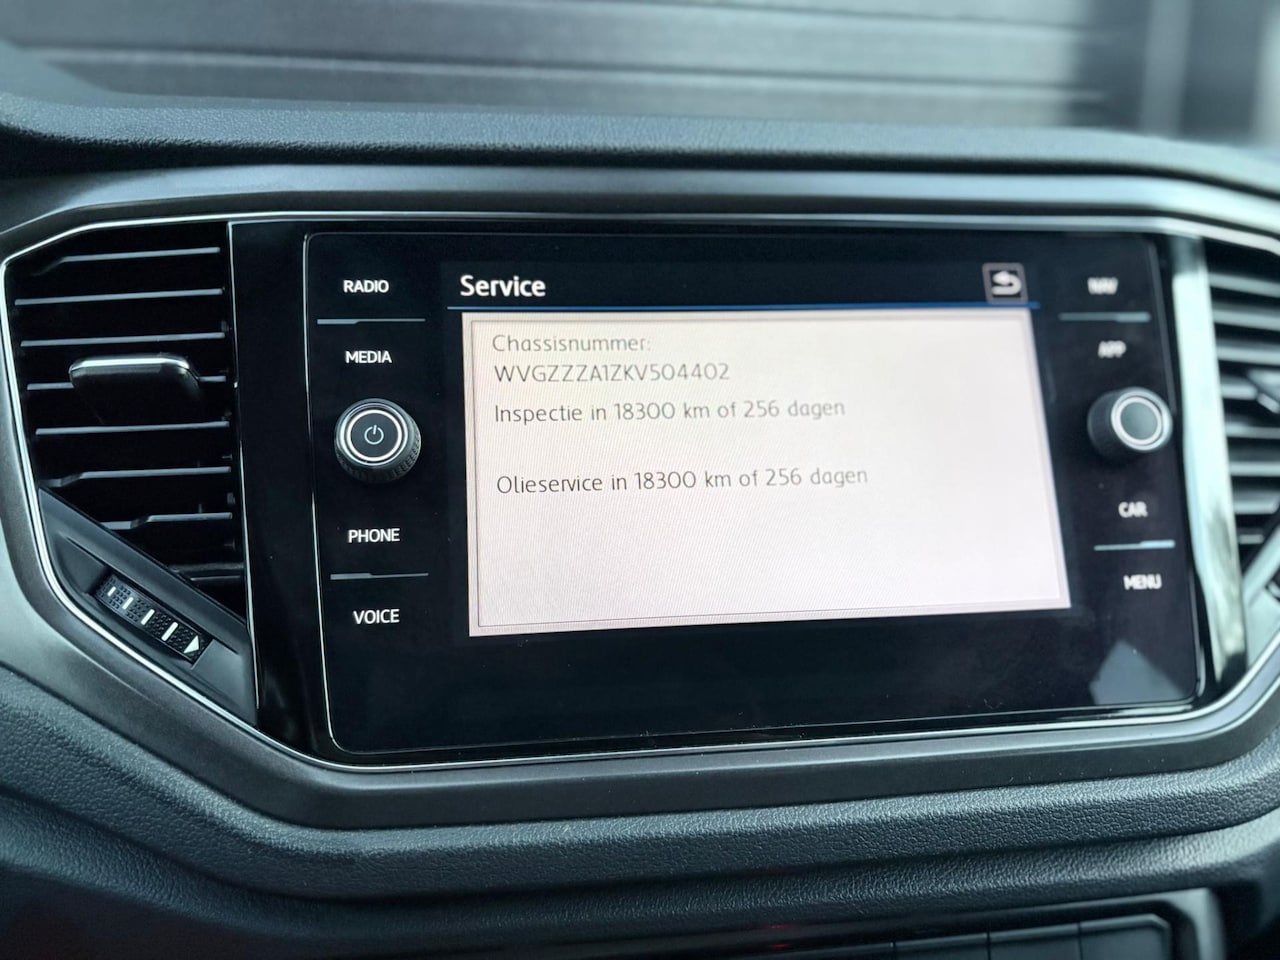 RADIO
MEDIA
PHONE
VOICE
Service
Chassisnummer:
WVGZZZA1ZKV504402
Inspectie in 18300 km of 256 dagen
Olieservice in 18300 km of 256 dagen
NAV
APP
CAR
MENU